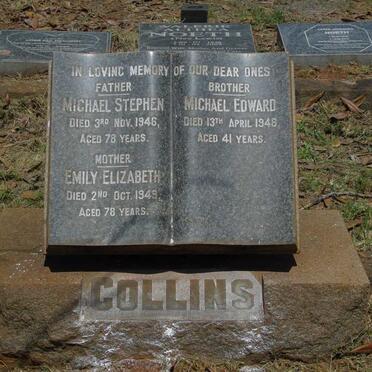 NORTH
NORTH
IN LOVING MEMORY OF OUR DEAR ONES
FATHER
MICHAEL STEPHEN
DIED 3RD NOV. 1946,
AGED 78 YEARS.
MOTHER
EMILY ELIZABETH
DIED 2ND OCT. 1949,
AGED 78 YEARS.
BROTHER
MICHAEL EDWARD
DIED 13TH APRIL 1948,
AGED 41 YEARS.
COLLINS